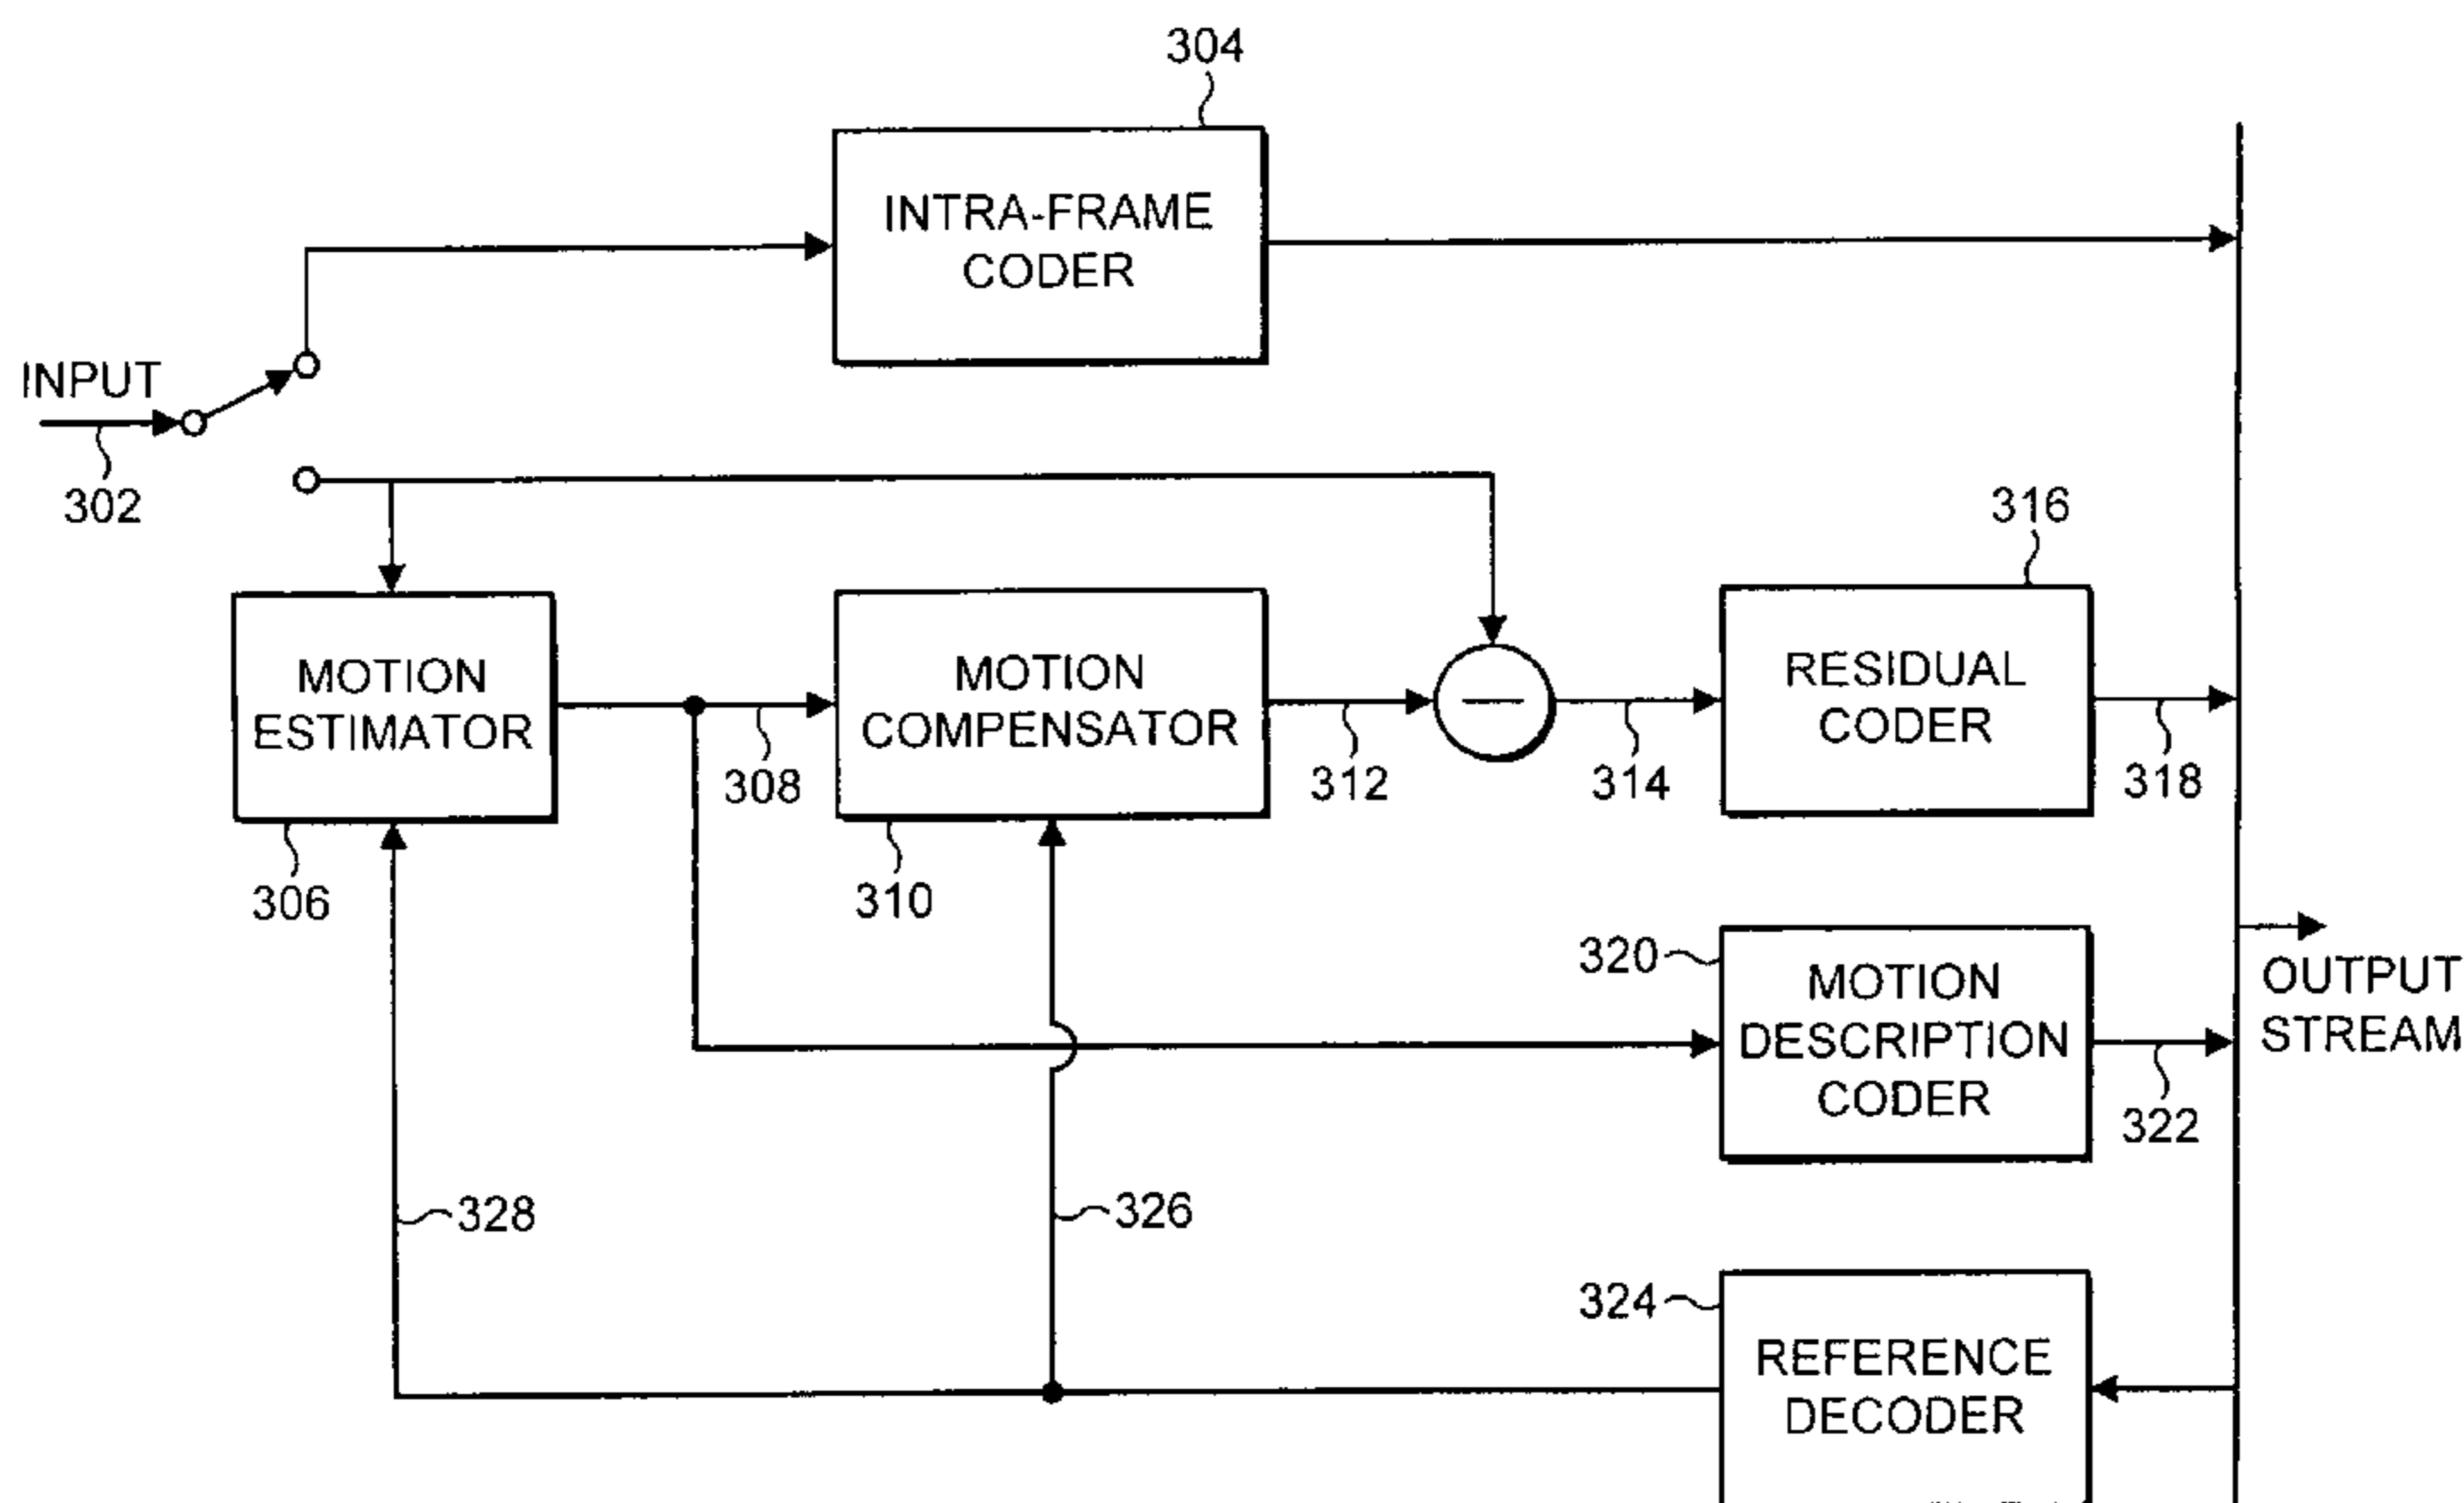 304
INTRA-FRAME
CODER
INPUT
302
316
MOTION
ESTIMATOR
MOTION
COMPENSATOR
RESIDUAL
CODER
308
312
314
318
306
310
320
MOTION
DESCRIPTION
CODER
OUTPUT
STREAM
322
328
326
324
REFERENCE
DECODER